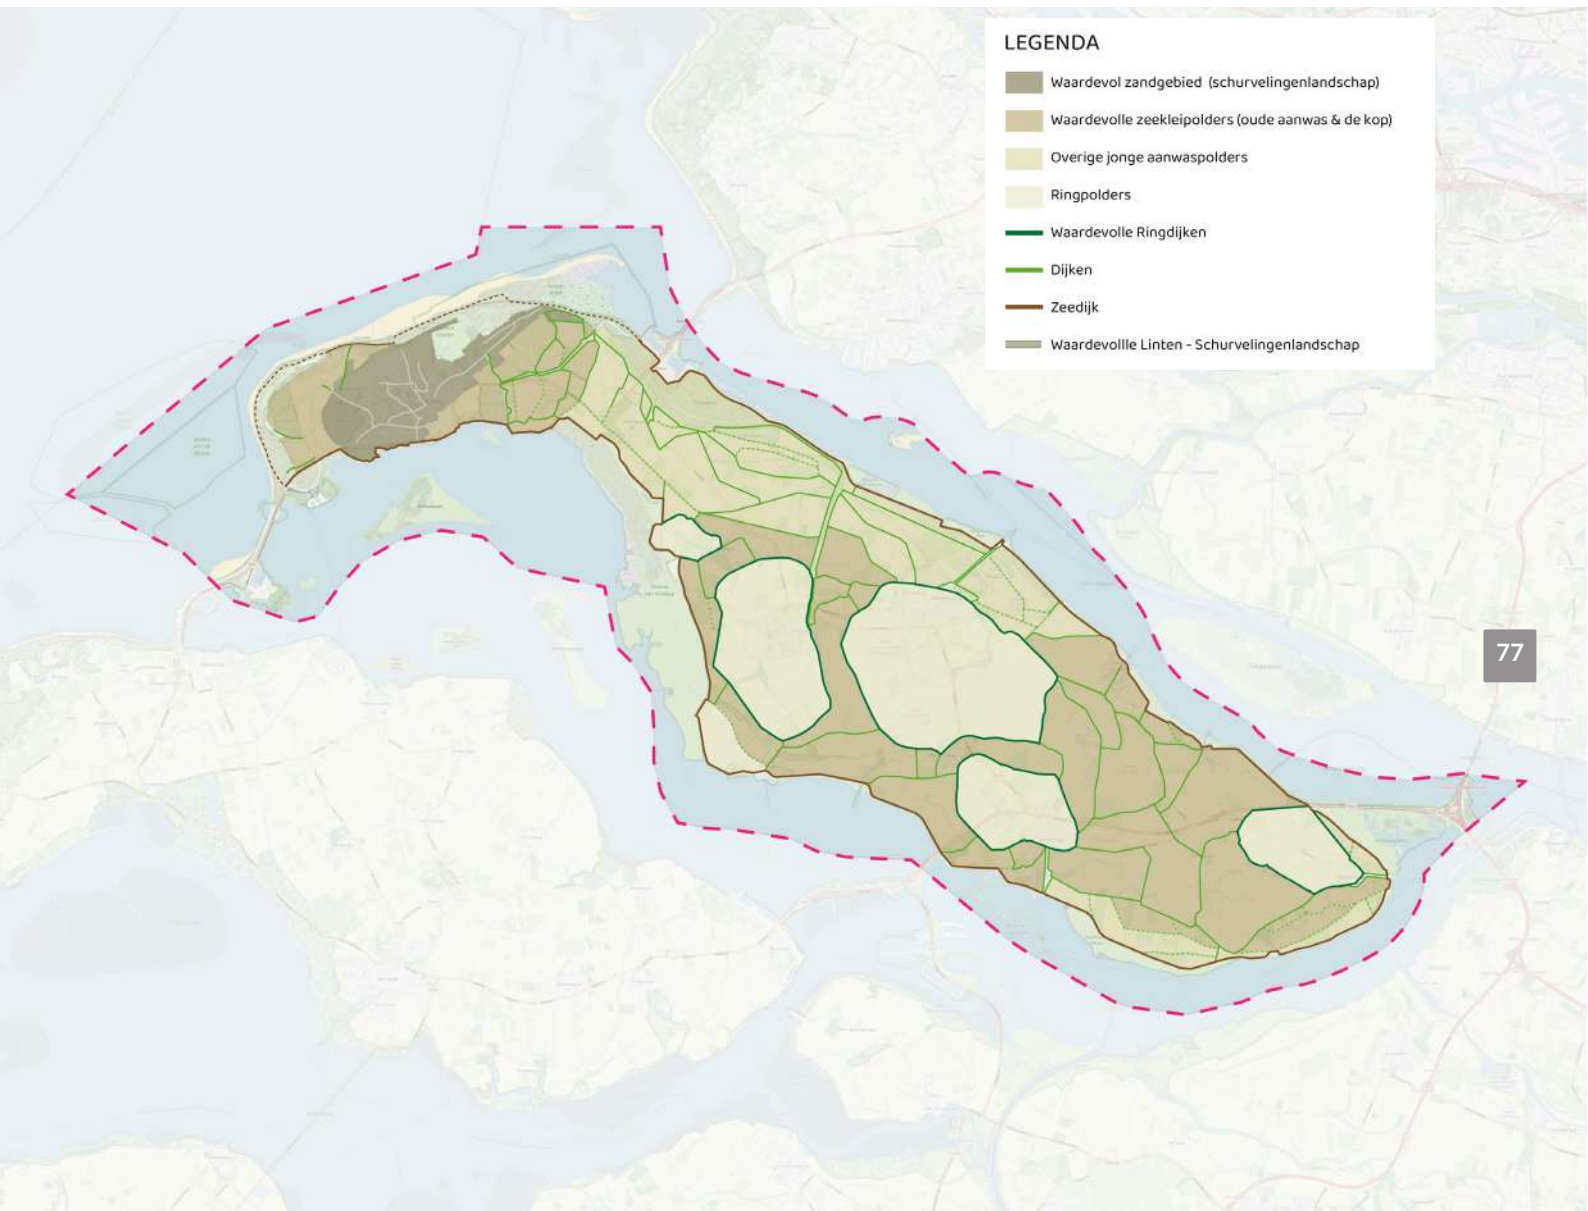 LEGENDA
Waardevol zandgebied (schurvelingenlandschap)
Waardevolle zeekleipolders (oude aanwas & de kop)
Overige jonge aanwaspolders
Ringpolders
Waardevolle Ringdijken
Dijken
Zeedijk
Waardevollle Linten - Schurvelingenlandschap
77